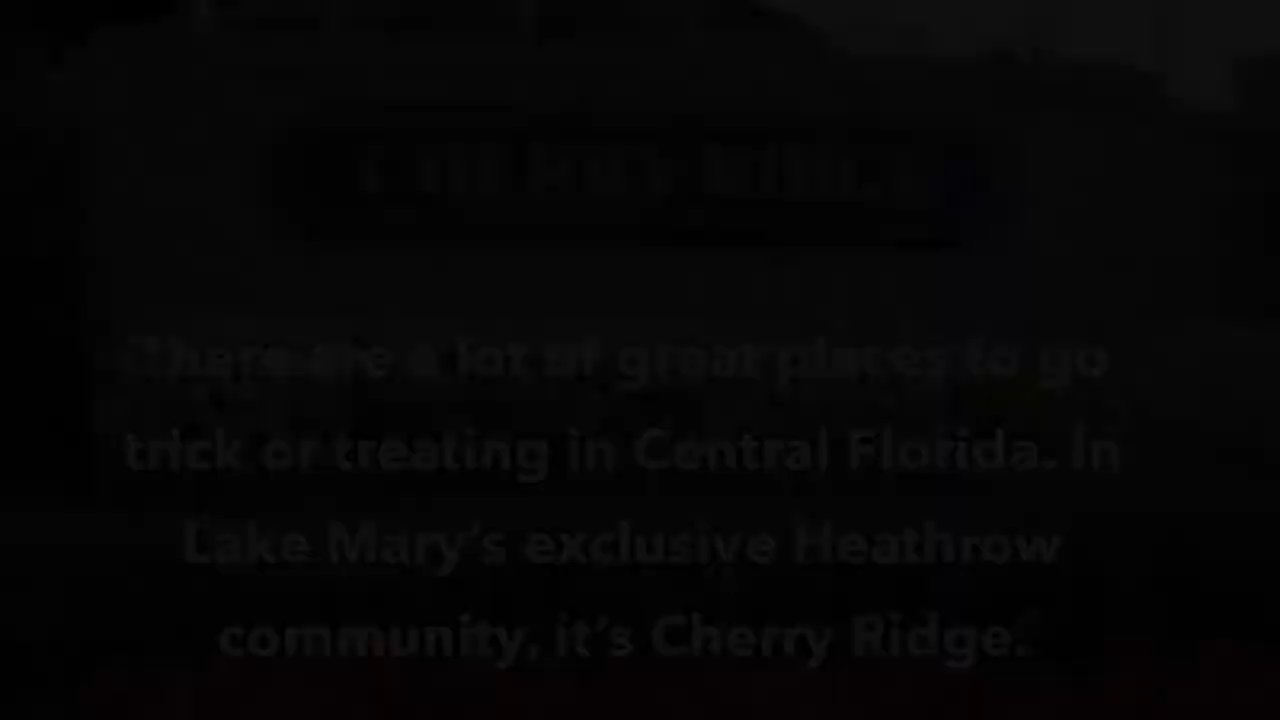 There are a lot of great places to go
trick or treating in Central Florida. In
Lake Mary’s exclusive Heathrow
community, it’s Cherry Ridge.